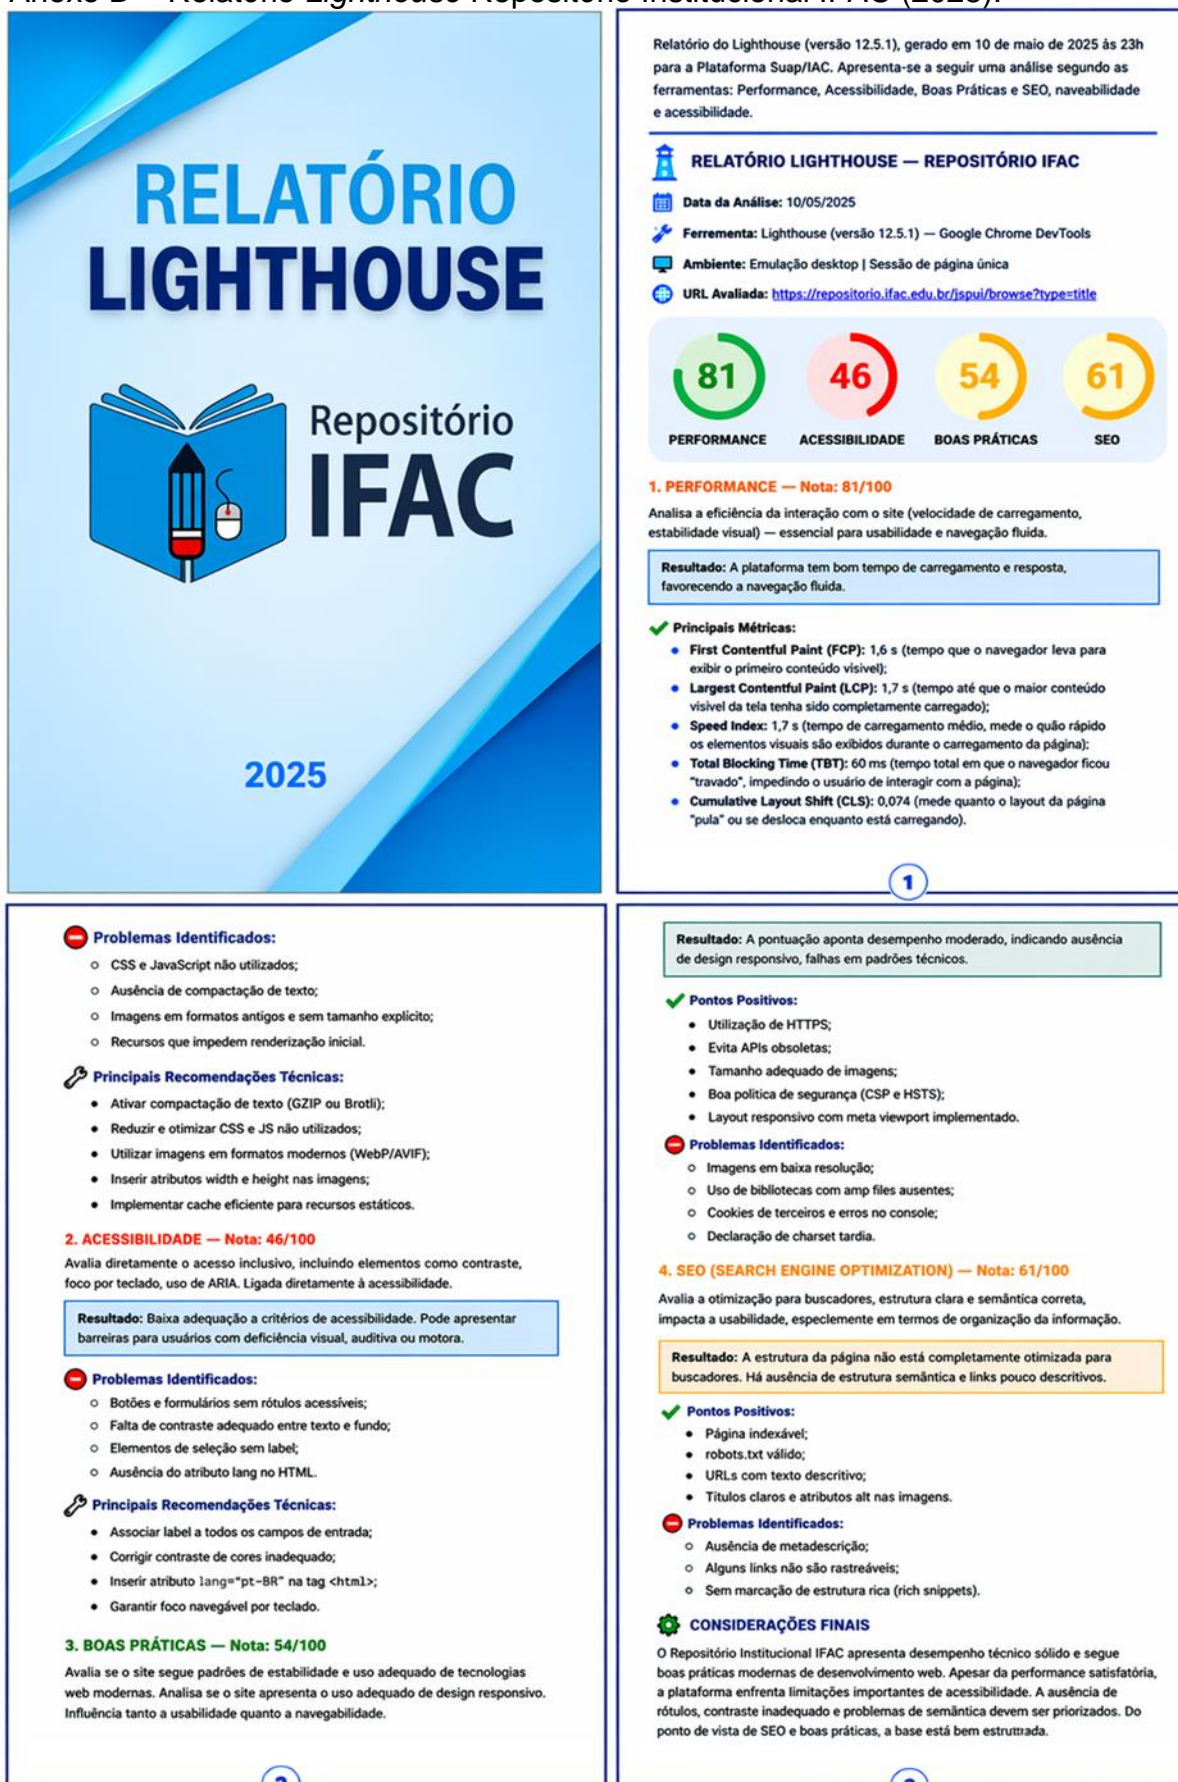 Anexo D – Relatório Lighthouse Repositório Institucional IFAC (2025).
RELATÓRIO
LIGHTHOUSE
Repositório
IFAC
2025
Relatório do Lighthouse (versão 12.5.1), gerado em 10 de maio de 2025 às 23h
para a Plataforma Suap/IAC. Apresenta-se a seguir uma análise segundo as
ferramentas: Performance, Acessibilidade, Boas Práticas e SEO, naveabilidade
e acessibilidade.
RELATÓRIO LIGHTHOUSE — REPOSITÓRIO IFAC
Data da Análise: 10/05/2025
Ferrementa: Lighthouse (versão 12.5.1) — Google Chrome DevTools
Ambiente: Emulação desktop | Sessão de página única
URL Avaliada: https://repositorio.ifac.edu.br/jspui/browse?type=title
81 46 54 61
PERFORMANCE ACESSIBILIDADE BOAS PRÁTICAS SEO
1. PERFORMANCE — Nota: 81/100
Analisa a eficiência da interação com o site (velocidade de carregamento,
estabilidade visual) — essencial para usabilidade e navegação fluida.
Resultado: A plataforma tem bom tempo de carregamento e resposta,
favorecendo a navegação fluida.
Principais Métricas:
• First Contentful Paint (FCP): 1,6 s (tempo que o navegador leva para
exibir o primeiro conteúdo visivel);
• Largest Contentful Paint (LCP): 1,7 s (tempo até que o maior conteúdo
visivel da tela tenha sido completamente carregado);
• Speed Index: 1,7 s (tempo de carregamento médio, mede o quão rápido
os elementos visuais são exibidos durante o carregamento da página);
• Total Blocking Time (TBT): 60 ms (tempo total em que o navegador ficou
"travado", impedindo o usuário de interagir com a página);
• Cumulative Layout Shift (CLS): 0,074 (mede quanto o layout da página
"pula" ou se desloca enquanto está carregando).
1
Problemas Identificados:
○ CSS e JavaScript não utilizados;
○ Ausência de compactação de texto;
○ Imagens em formatos antigos e sem tamanho explícito;
○ Recursos que impedem renderização inicial.
Principais Recomendações Técnicas:
• Ativar compactação de texto (GZIP ou Brotli);
• Reduzir e otimizar CSS e JS não utilizados;
• Utilizar imagens em formatos modernos (WebP/AVIF);
• Inserir atributos width e height nas imagens;
• Implementar cache eficiente para recursos estáticos.
2. ACESSIBILIDADE — Nota: 46/100
Avalia diretamente o acesso inclusivo, incluindo elementos como contraste,
foco por teclado, uso de ARIA. Ligada diretamente à acessibilidade.
Resultado: Baixa adequação a critérios de acessibilidade. Pode apresentar
barreiras para usuários com deficiência visual, auditiva ou motora.
Problemas Identificados:
○ Botões e formulários sem rótulos acessíveis;
○ Falta de contraste adequado entre texto e fundo;
○ Elementos de seleção sem label;
○ Ausência do atributo lang no HTML.
Principais Recomendações Técnicas:
• Associar label a todos os campos de entrada;
• Corrigir contraste de cores inadequado;
• Inserir atributo lang="pt-BR" na tag <html>;
• Garantir foco navegável por teclado.
3. BOAS PRÁTICAS — Nota: 54/100
Avalia se o site segue padrões de estabilidade e uso adequado de tecnologias
web modernas. Analisa se o site apresenta o uso adequado de design responsivo.
Influência tanto a usabilidade quanto a navegabilidade.
Resultado: A pontuação aponta desempenho moderado, indicando ausência
de design responsivo, falhas em padrões técnicos.
Pontos Positivos:
• Utilização de HTTPS;
• Evita APIs obsoletas;
• Tamanho adequado de imagens;
• Boa politica de segurança (CSP e HSTS);
• Layout responsivo com meta viewport implementado.
Problemas Identificados:
○ Imagens em baixa resolução;
○ Uso de bibliotecas com amp files ausentes;
○ Cookies de terceiros e erros no console;
○ Declaração de charset tardia.
4. SEO (SEARCH ENGINE OPTIMIZATION) — Nota: 61/100
Avalia a otimização para buscadores, estrutura clara e semântica correta,
impacta a usabilidade, especlemente em termos de organização da informação.
Resultado: A estrutura da página não está completamente otimizada para
buscadores. Há ausência de estrutura semântica e links pouco descritivos.
Pontos Positivos:
• Página indexável;
• robots.txt válido;
• URLs com texto descritivo;
• Titulos claros e atributos alt nas imagens.
Problemas Identificados:
○ Ausência de metadescrição;
○ Alguns links não são rastreáveis;
○ Sem marcação de estrutura rica (rich snippets).
CONSIDERAÇÕES FINAIS
O Repositório Institucional IFAC apresenta desempenho técnico sólido e segue
boas práticas modernas de desenvolvimento web. Apesar da performance satisfatória,
a plataforma enfrenta limitações importantes de acessibilidade. A ausência de
rótulos, contraste inadequado e problemas de semântica devem ser priorizados. Do
ponto de vista de SEO e boas práticas, a base está bem